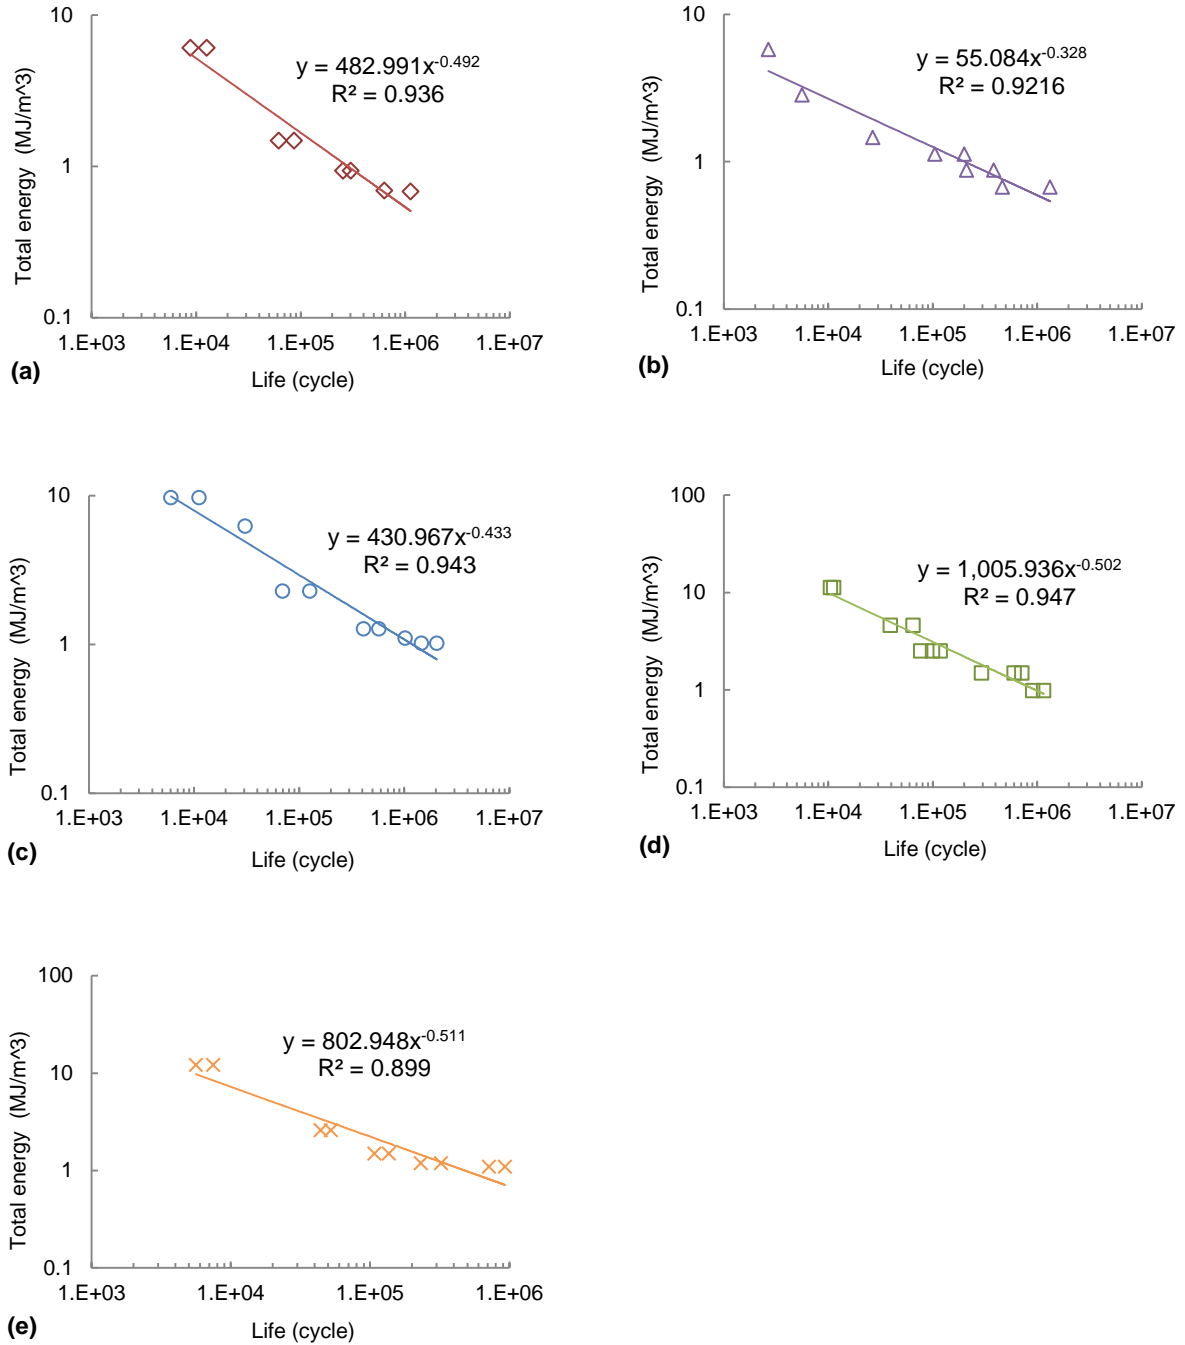 10
1
0.1
Total energy (MJ/m^3)
y = 482.991x^-0.492
R² = 0.936
1.E+03 1.E+04 1.E+05 1.E+06 1.E+07
(a)
Life (cycle)
10
1
0.1
Total energy (MJ/m^3)
y = 55.084x^-0.328
R² = 0.9216
1.E+03 1.E+04 1.E+05 1.E+06 1.E+07
(b)
Life (cycle)
10
1
0.1
Total energy (MJ/m^3)
y = 430.967x^-0.433
R² = 0.943
1.E+03 1.E+04 1.E+05 1.E+06 1.E+07
(c)
Life (cycle)
100
10
1
0.1
Total energy (MJ/m^3)
y = 1,005.936x^-0.502
R² = 0.947
1.E+03 1.E+04 1.E+05 1.E+06 1.E+07
(d)
Life (cycle)
100
10
1
0.1
Total energy (MJ/m^3)
y = 802.948x^-0.511
R² = 0.899
1.E+03 1.E+04 1.E+05 1.E+06
(e)
Life (cycle)